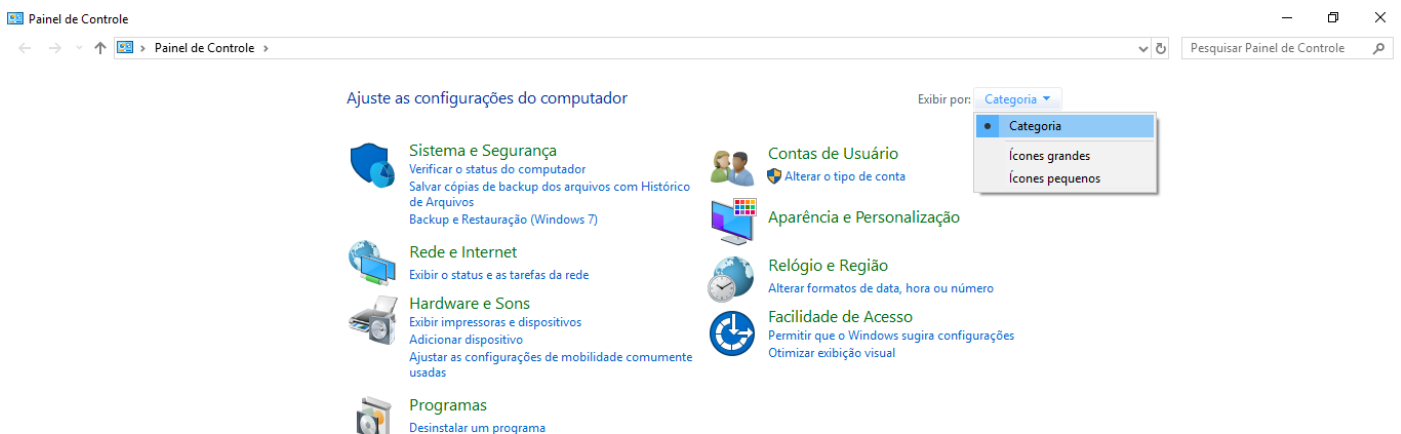 Painel de Controle
Painel de Controle
Pesquisar Painel de Controle
Ajuste as configurações do computador
Exibir por: Categoria
Categoria
Ícones grandes
Ícones pequenos
Sistema e Segurança
Verificar o status do computador
Salvar cópias de backup dos arquivos com Histórico
de Arquivos
Backup e Restauração (Windows 7)
Rede e Internet
Exibir o status e as tarefas da rede
Hardware e Sons
Exibir impressoras e dispositivos
Adicionar dispositivo
Ajustar as configurações de mobilidade comumente
usadas
Programas
Desinstalar um programa
Contas de Usuário
Alterar o tipo de conta
Aparência e Personalização
Relógio e Região
Alterar formatos de data, hora ou número
Facilidade de Acesso
Permitir que o Windows sugira configurações
Otimizar exibição visual